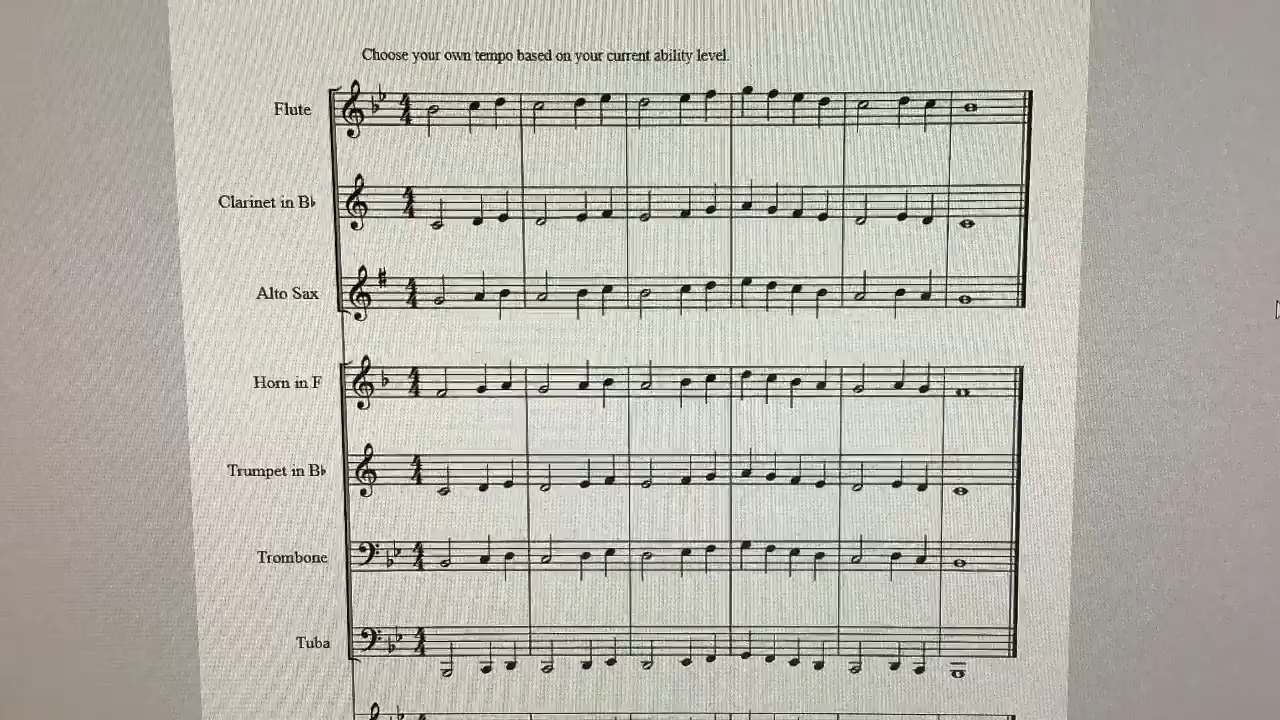 Choose your own tempo based on your current ability level.
Flute
Clarinet in B♭
Alto Sax
Horn in F
Trumpet in B♭
Trombone
Tuba